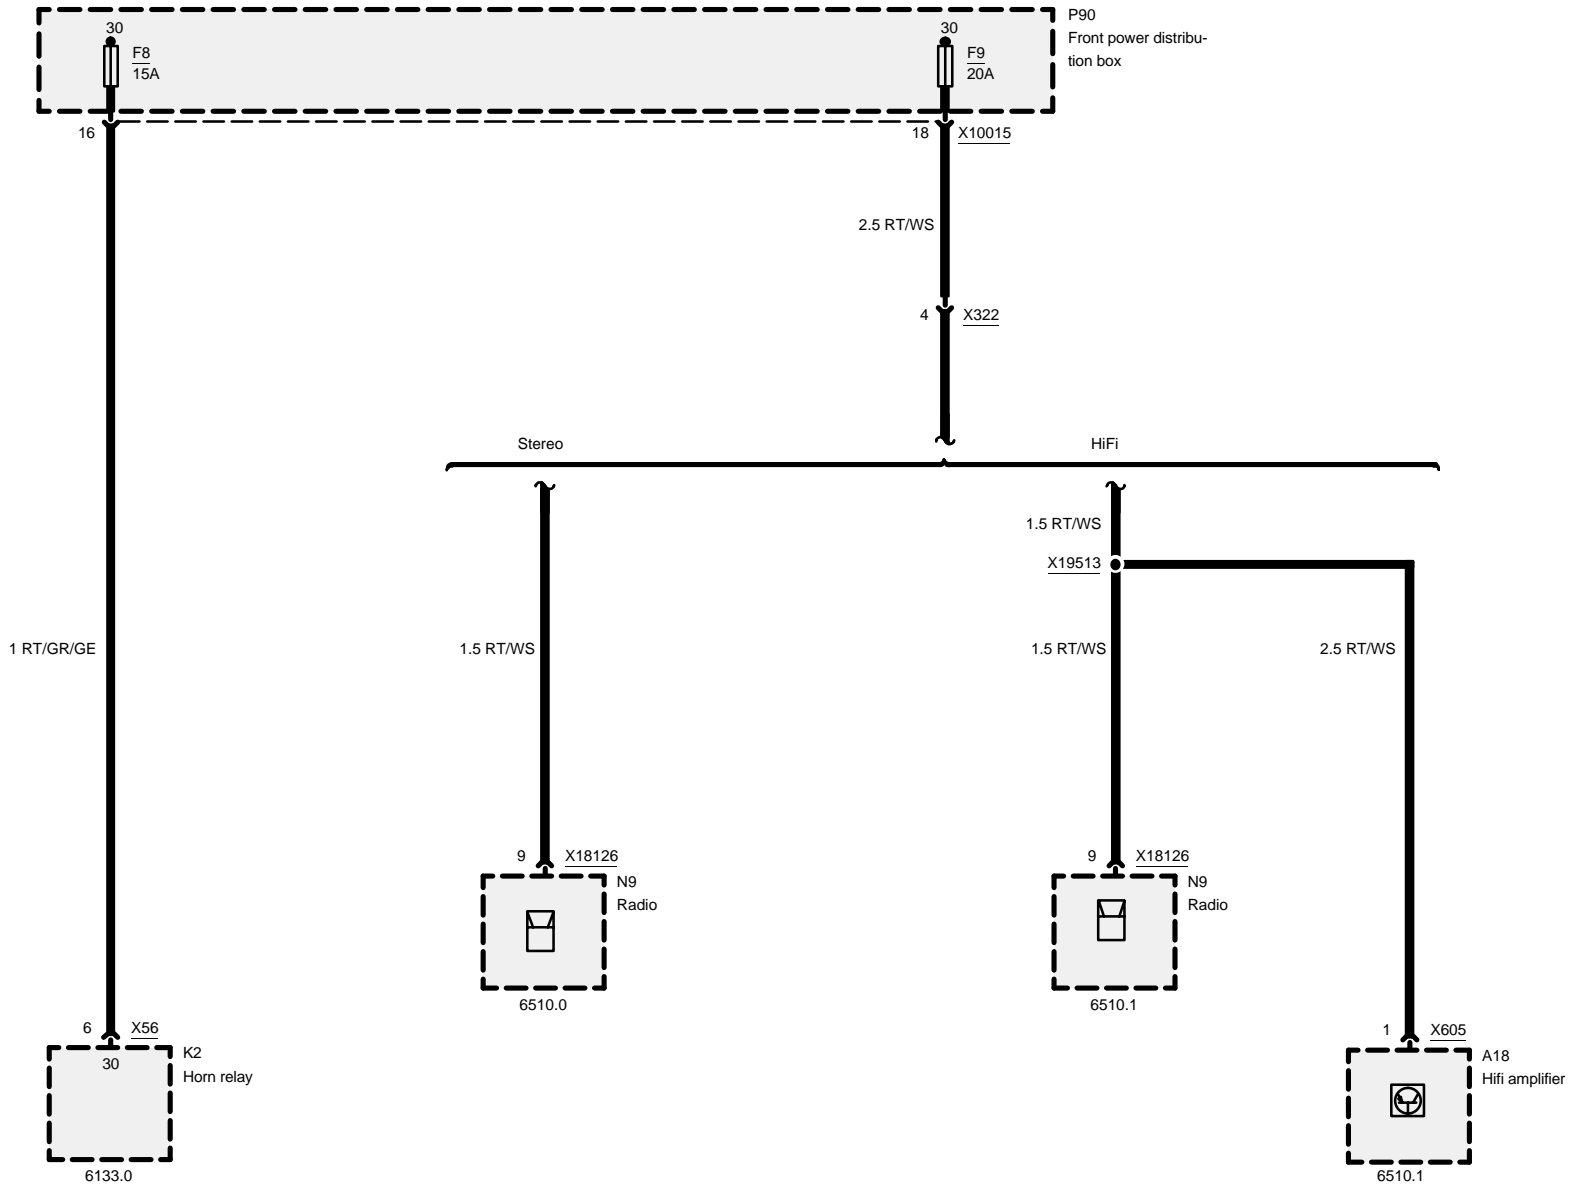 P90
Front power distribu-
tion box
30
30
F8
15A
F9
20A
16
18
X10015
2.5 RT/WS
4
X322
Stereo
HiFi
1.5 RT/WS
X19513
1 RT/GR/GE
1.5 RT/WS
1.5 RT/WS
2.5 RT/WS
9
X18126
9
X18126
N9
Radio
N9
Radio
6510.0
6510.1
6
X56
1
X605
30
K2
Horn relay
A18
Hifi amplifier
6133.0
6510.1